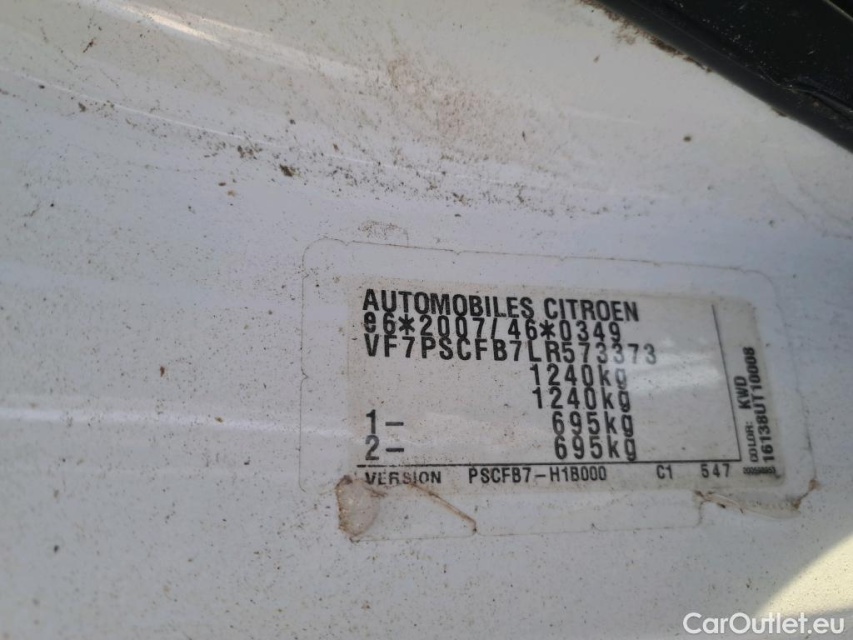 AUTOMOBILES CITROEN
e6*2007/46*0349
VF7PSCFB7LR573373
1240kg
1240kg
1- 695kg
2- 695kg
VERSION PSCFB7-H1B000 C1 547
COLOR: KWD
16138UT10008
CarOutlet.eu